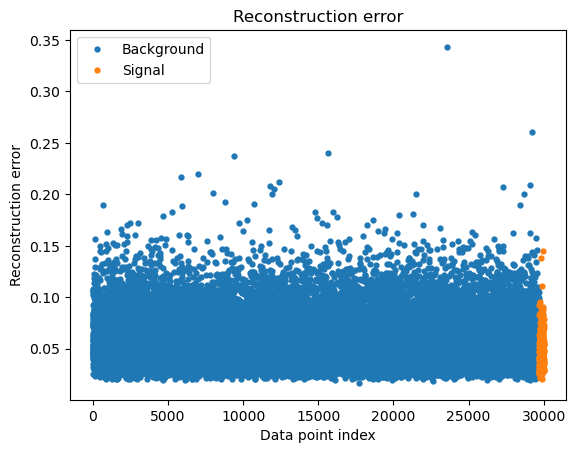 Reconstruction error
Background
Signal
Reconstruction error
0.35
0.30
0.25
0.20
0.15
0.10
0.05
0
5000
10000
15000
20000
25000
30000
Data point index